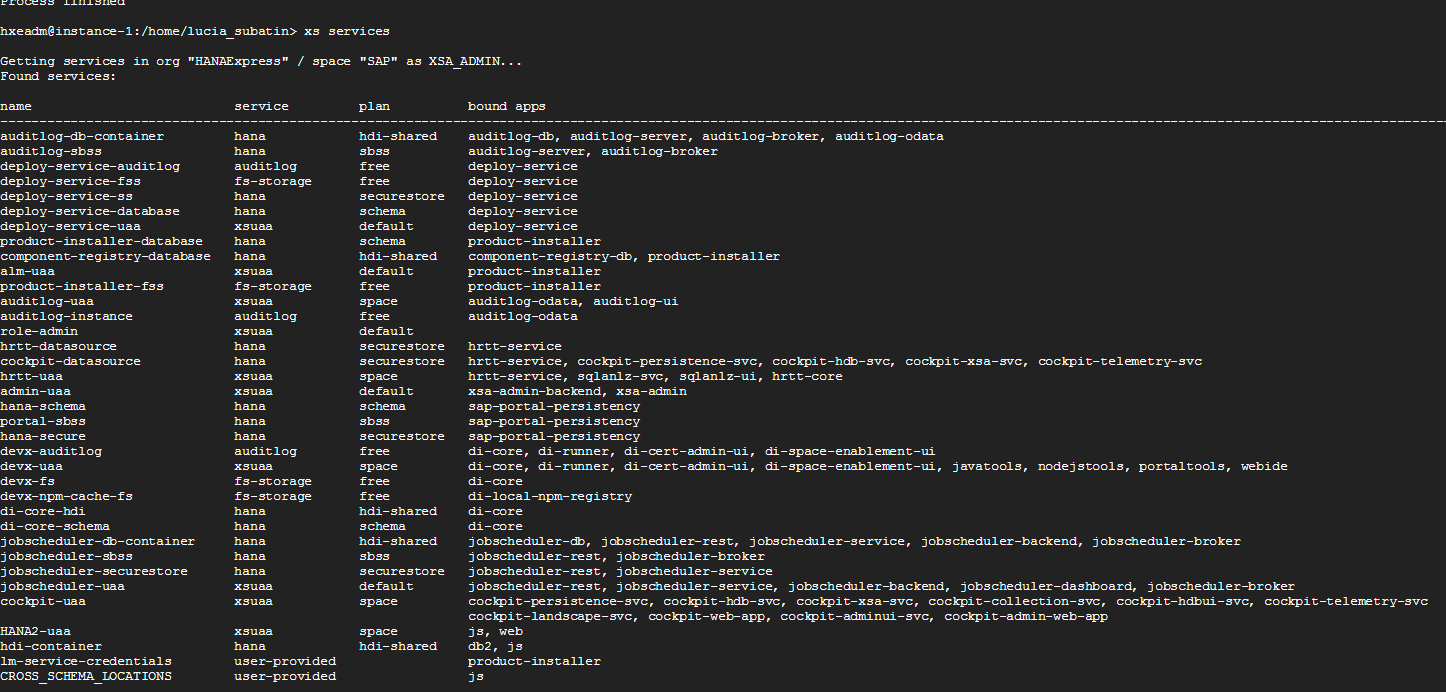 Process finished
hxeadm@instance-1:/home/lucia_subatin> xs services
Getting services in org "HANAExpress" / space "SAP" as XSA_ADMIN...
Found services:
name service plan bound apps
--------------------------------------------------------------------------------
auditlog-db-container hana hdi-shared auditlog-db, auditlog-server, auditlog-broker, auditlog-odata
auditlog-sbss hana sbss auditlog-server, auditlog-broker
deploy-service-auditlog auditlog free deploy-service
deploy-service-fss fs-storage free deploy-service
deploy-service-ss hana securestore deploy-service
deploy-service-database hana schema deploy-service
deploy-service-uaa xsuaa default deploy-service
product-installer-database hana schema product-installer
component-registry-database hana hdi-shared component-registry-db, product-installer
alm-uaa xsuaa default product-installer
product-installer-fss fs-storage free product-installer
auditlog-uaa xsuaa space auditlog-odata, auditlog-ui
auditlog-instance auditlog free auditlog-odata
role-admin xsuaa default
hrtt-datasource hana securestore hrtt-service
cockpit-datasource hana securestore hrtt-service, cockpit-persistence-svc, cockpit-hdb-svc, cockpit-xsa-svc, cockpit-telemetry-svc
hrtt-uaa xsuaa space hrtt-service, sqlanlz-svc, sqlanlz-ui, hrtt-core
admin-uaa xsuaa default xsa-admin-backend, xsa-admin
hana-schema hana schema sap-portal-persistency
portal-sbss hana sbss sap-portal-persistency
hana-secure hana securestore sap-portal-persistency
devx-auditlog auditlog free di-core, di-runner, di-cert-admin-ui, di-space-enablement-ui
devx-uaa xsuaa space di-core, di-runner, di-cert-admin-ui, di-space-enablement-ui, javatools, nodejstools, portaltools, webide
devx-fs fs-storage free di-core
devx-npm-cache-fs fs-storage free di-local-npm-registry
di-core-hdi hana hdi-shared di-core
di-core-schema hana schema di-core
jobscheduler-db-container hana hdi-shared jobscheduler-db, jobscheduler-rest, jobscheduler-service, jobscheduler-backend, jobscheduler-broker
jobscheduler-sbss hana sbss jobscheduler-rest, jobscheduler-broker
jobscheduler-securestore hana securestore jobscheduler-rest, jobscheduler-service
jobscheduler-uaa xsuaa default jobscheduler-rest, jobscheduler-service, jobscheduler-backend, jobscheduler-dashboard, jobscheduler-broker
cockpit-uaa xsuaa space cockpit-persistence-svc, cockpit-hdb-svc, cockpit-xsa-svc, cockpit-collection-svc, cockpit-hdbui-svc, cockpit-telemetry-svc
cockpit-landscape-svc, cockpit-web-app, cockpit-adminui-svc, cockpit-admin-web-app
HANA2-uaa xsuaa space js, web
hdi-container hana hdi-shared db2, js
lm-service-credentials user-provided product-installer
CROSS_SCHEMA_LOCATIONS user-provided js